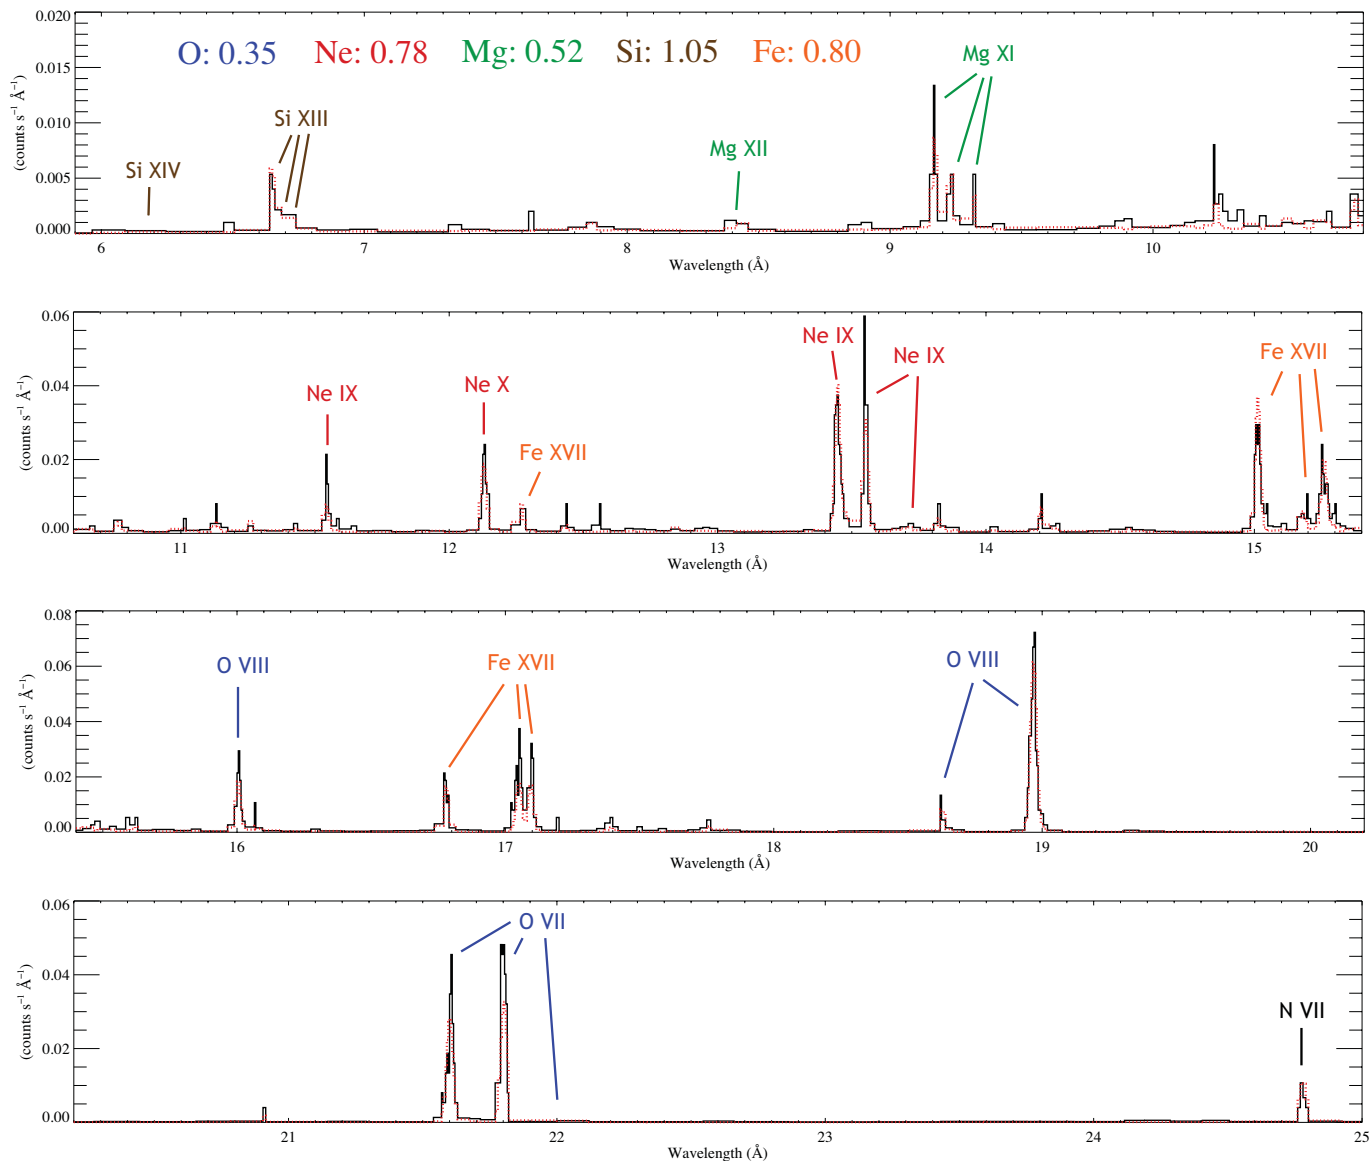 0.020
O: 0.35 Ne: 0.78 Mg: 0.52 Si: 1.05 Fe: 0.80
Mg XI
0.015
Si XIII
0.010
Mg XII
Si XIV
0.005
0.000
(counts s⁻¹ Å⁻¹)
6 7 8 9 10
Wavelength (Å)
0.06
Ne IX
Ne IX
Fe XVII
0.04
Ne IX
Ne X
Fe XVII
0.02
0.00
(counts s⁻¹ Å⁻¹)
11 12 13 14 15
Wavelength (Å)
0.08
O VIII
Fe XVII
O VIII
0.06
0.04
0.02
0.00
(counts s⁻¹ Å⁻¹)
16 17 18 19 20
Wavelength (Å)
0.06
O VII
0.04
N VII
0.02
0.00
(counts s⁻¹ Å⁻¹)
21 22 23 24 25
Wavelength (Å)